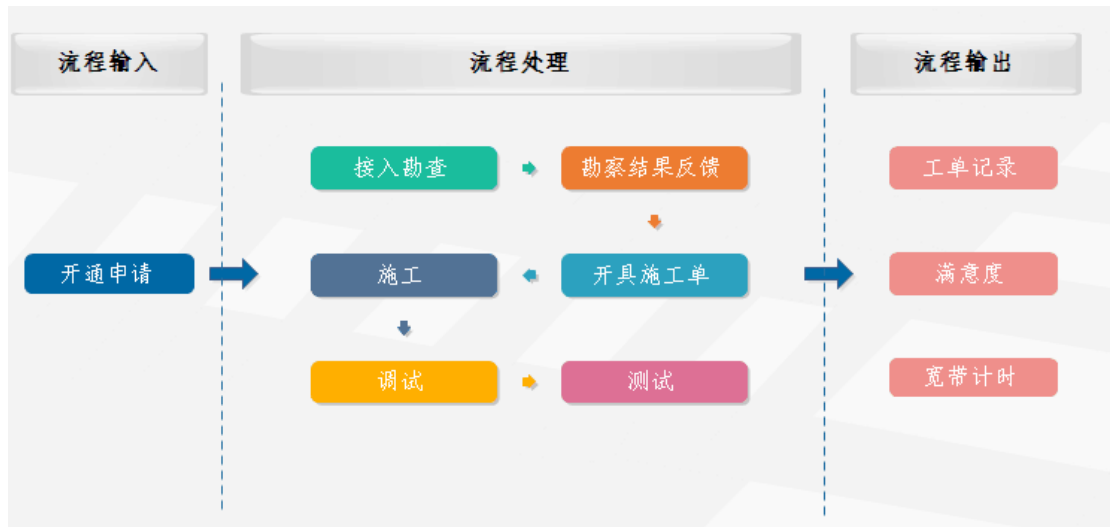 流程输入
流程处理
流程输出
接入勘查
勘察结果反馈
工单记录
开通申请
施工
开具施工单
满意度
调试
测试
宽带计时